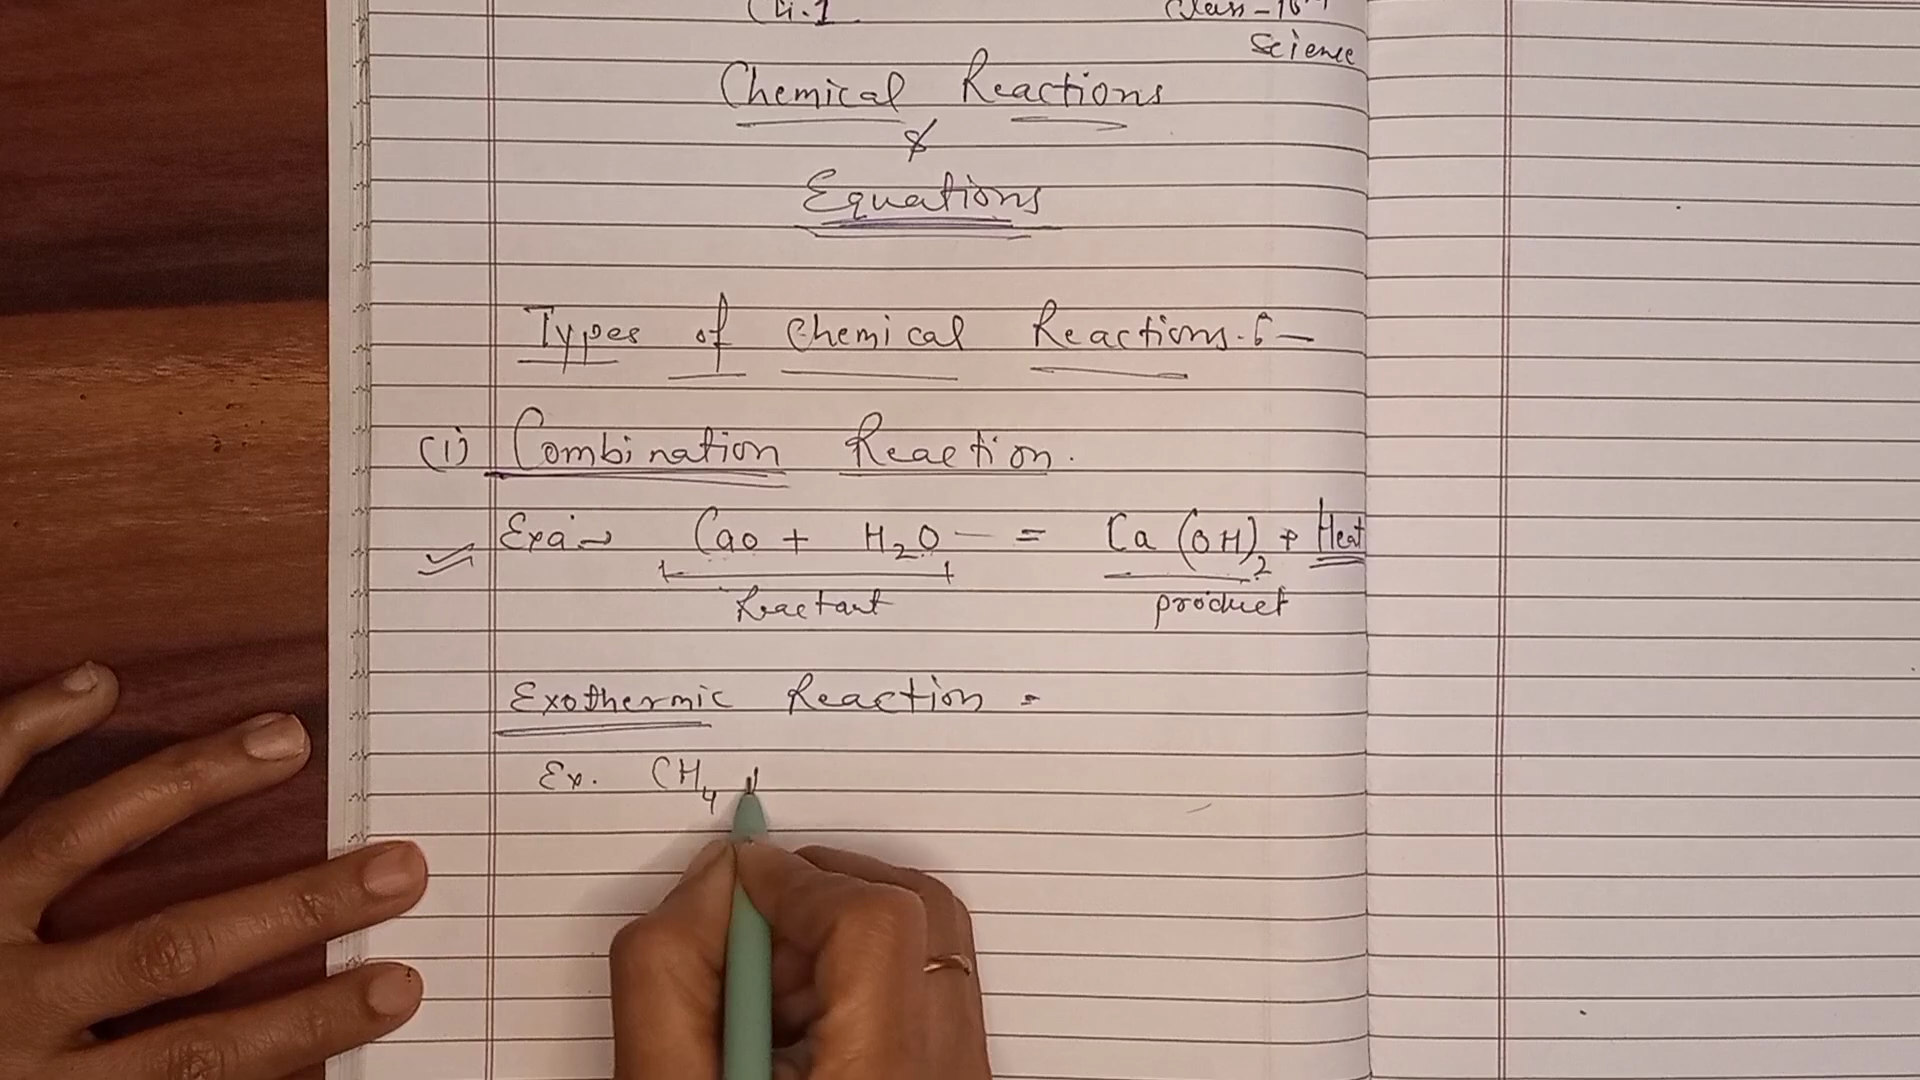 Ch.1 Class - 10th
Science
Chemical Reactions
&
Equations
Types of Chemical Reactions :-
(i) Combination Reaction.
Exa:→ CaO + H₂O — = Ca (OH)₂ + Heat
Reactant product
Exothermic Reaction =
Ex. CH₄